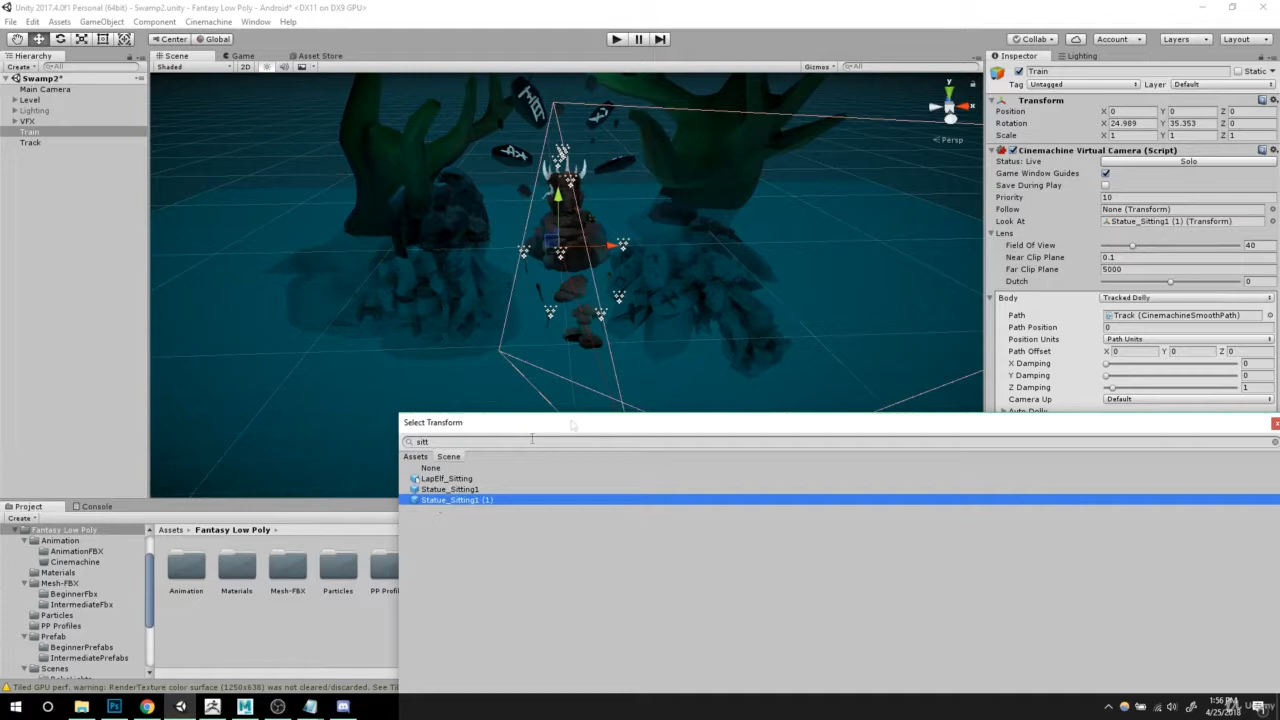 Unity 2017.4.0f1 Personal (64bit) - Swamp2.unity - Fantasy Low Poly - Android* <DX11 on DX9 GPU>
File Edit Assets GameObject Component Cinemachine Window Help
Center Global Collab Account Layers Layout
Hierarchy
Create All
Swamp2*
Main Camera
Level
Lighting
VFX
Train
Track
Scene Game Asset Store
Shaded 2D Gizmos All
y
x
Persp
Inspector Lighting
Train Static
Tag Untagged Layer Default
Transform
Position X 0 Y 0 Z 0
Rotation X 24.989 Y 35.353 Z 0
Scale X 1 Y 1 Z 1
Cinemachine Virtual Camera (Script)
Status: Live Solo
Game Window Guides
Save During Play
Priority 10
Follow None (Transform)
Look At Statue_Sitting1 (1) (Transform)
Lens
Field Of View 40
Near Clip Plane 0.1
Far Clip Plane 5000
Dutch 0
Body Tracked Dolly
Path Track (CinemachineSmoothPath)
Path Position 0
Position Units Path Units
Path Offset X 0 Y 0 Z 0
X Damping 0
Y Damping 0
Z Damping 1
Camera Up Default
Auto Dolly
Select Transform
sitt
Assets Scene
None
LapElf_Sitting
Statue_Sitting1
Statue_Sitting1 (1)
Project Console
Create
Fantasy Low Poly
Animation
AnimationFBX
Cinemachine
Materials
Mesh-FBX
BeginnerFbx
IntermediateFbx
Particles
PP Profiles
Prefab
BeginnerPrefabs
IntermediatePrefabs
Scenes
Assets Fantasy Low Poly
Animation Materials Mesh-FBX Particles PP Profil
Tiled GPU perf. warning: RenderTexture color surface (1250x638) was not cleared/discarded. See Til
1:56 PM
4/25/2018
Udemy